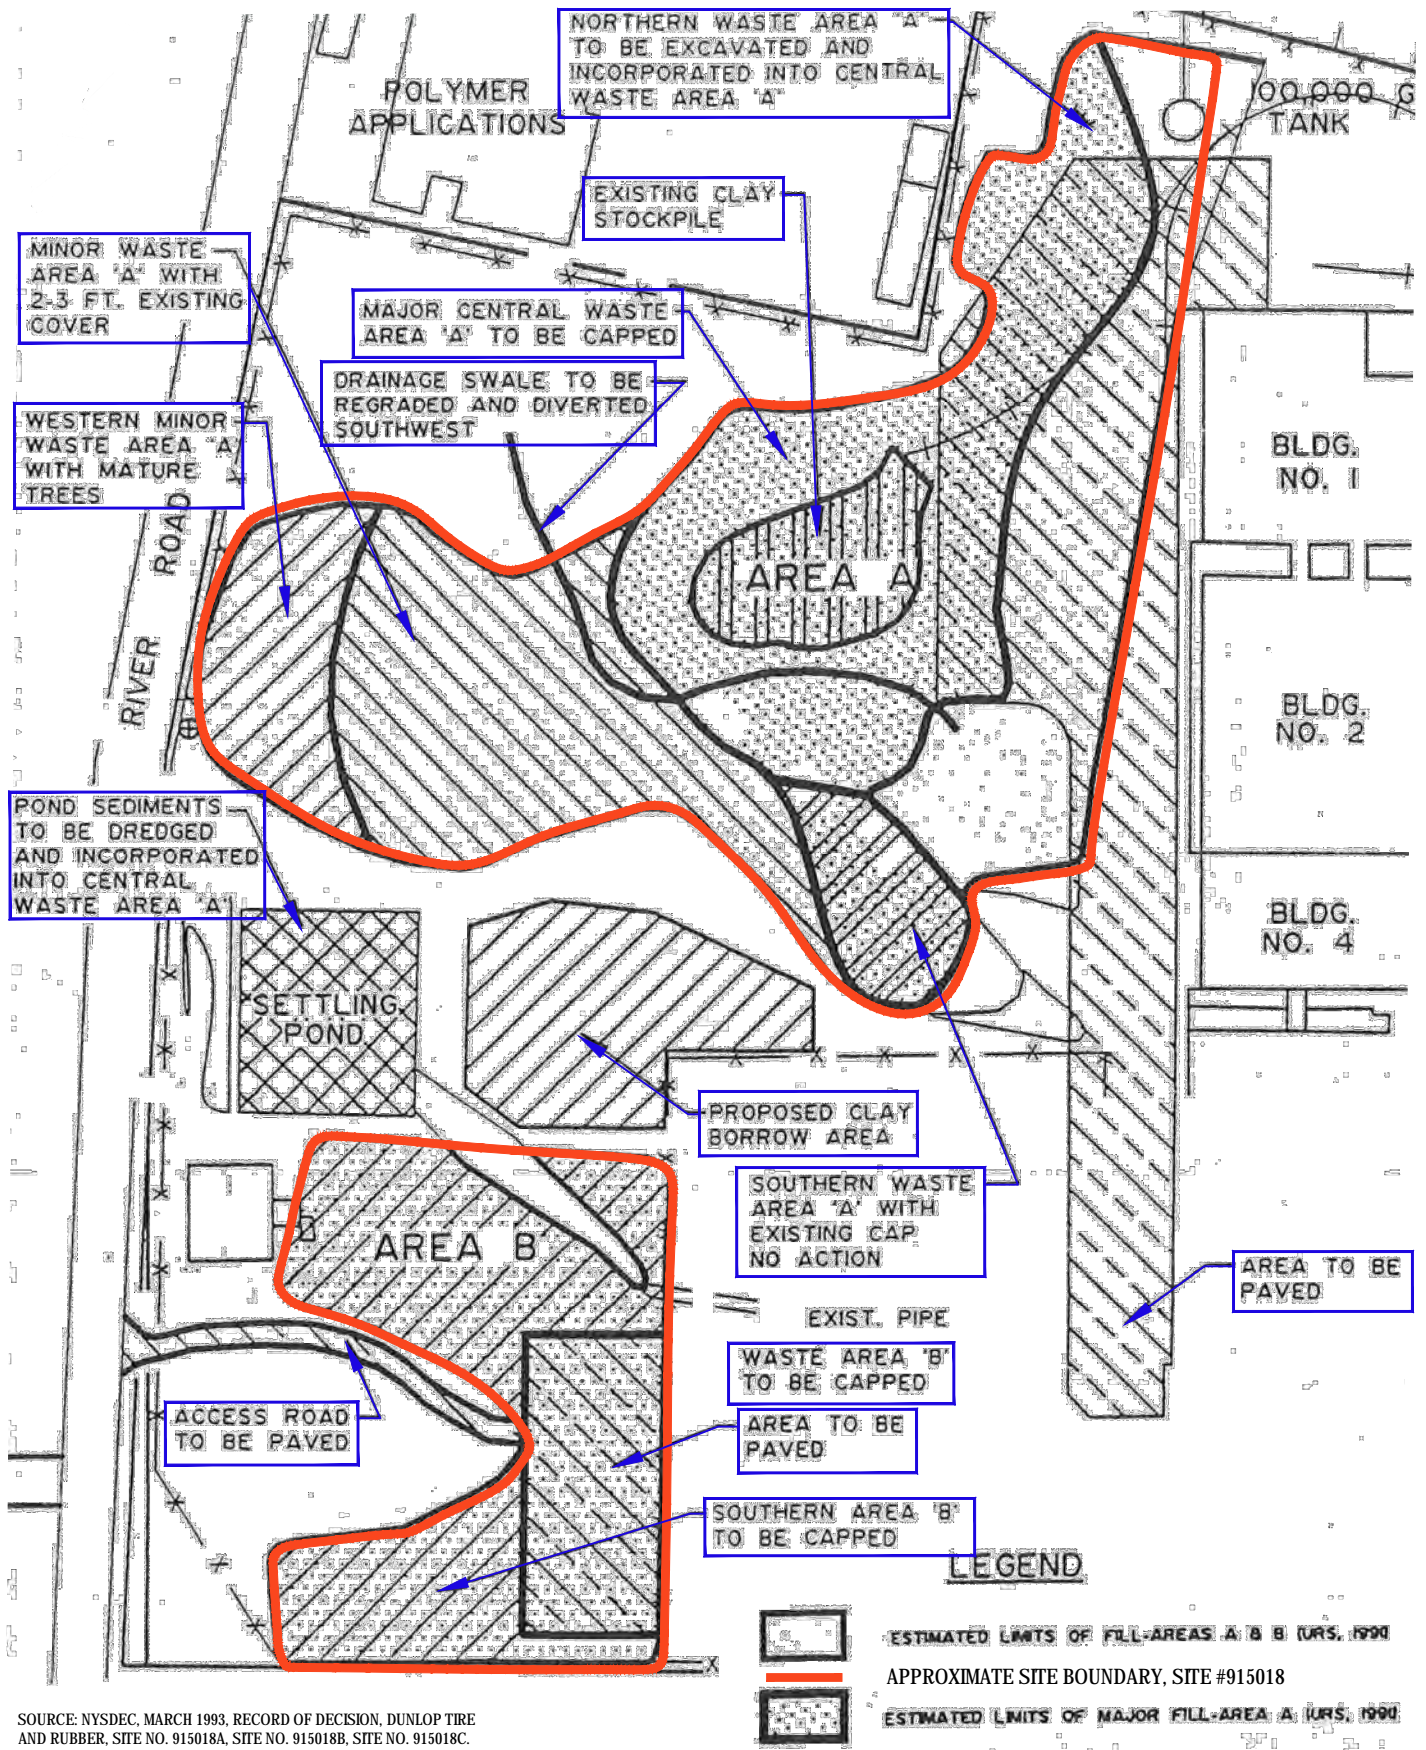 NORTHERN WASTE AREA 'A'
TO BE EXCAVATED AND
INCORPORATED INTO CENTRAL
WASTE AREA 'A'
POLYMER
APPLICATIONS
00,000 G
TANK
EXISTING CLAY
STOCKPILE
MINOR WASTE
AREA 'A' WITH
2-3 FT. EXISTING
COVER
MAJOR CENTRAL WASTE
AREA 'A' TO BE CAPPED
DRAINAGE SWALE TO BE
REGRADED AND DIVERTED
SOUTHWEST
WESTERN MINOR
WASTE AREA 'A'
WITH MATURE
TREES
BLDG.
NO. 1
RIVER ROAD
AREA A
BLDG.
NO. 2
POND SEDIMENTS
TO BE DREDGED
AND INCORPORATED
INTO CENTRAL
WASTE AREA 'A'
BLDG.
NO. 4
SETTLING
POND
PROPOSED CLAY
BORROW AREA
SOUTHERN WASTE
AREA 'A' WITH
EXISTING CAP
NO ACTION
AREA B
AREA TO BE
PAVED
EXIST. PIPE
WASTE AREA 'B'
TO BE CAPPED
ACCESS ROAD
TO BE PAVED
AREA TO BE
PAVED
SOUTHERN AREA 'B'
TO BE CAPPED
LEGEND
ESTIMATED LIMITS OF FILL-AREAS A & B (URS, 1990)
APPROXIMATE SITE BOUNDARY, SITE #915018
ESTIMATED LIMITS OF MAJOR FILL-AREA A (URS, 1990)
SOURCE: NYSDEC, MARCH 1993, RECORD OF DECISION, DUNLOP TIRE
AND RUBBER, SITE NO. 915018A, SITE NO. 915018B, SITE NO. 915018C.